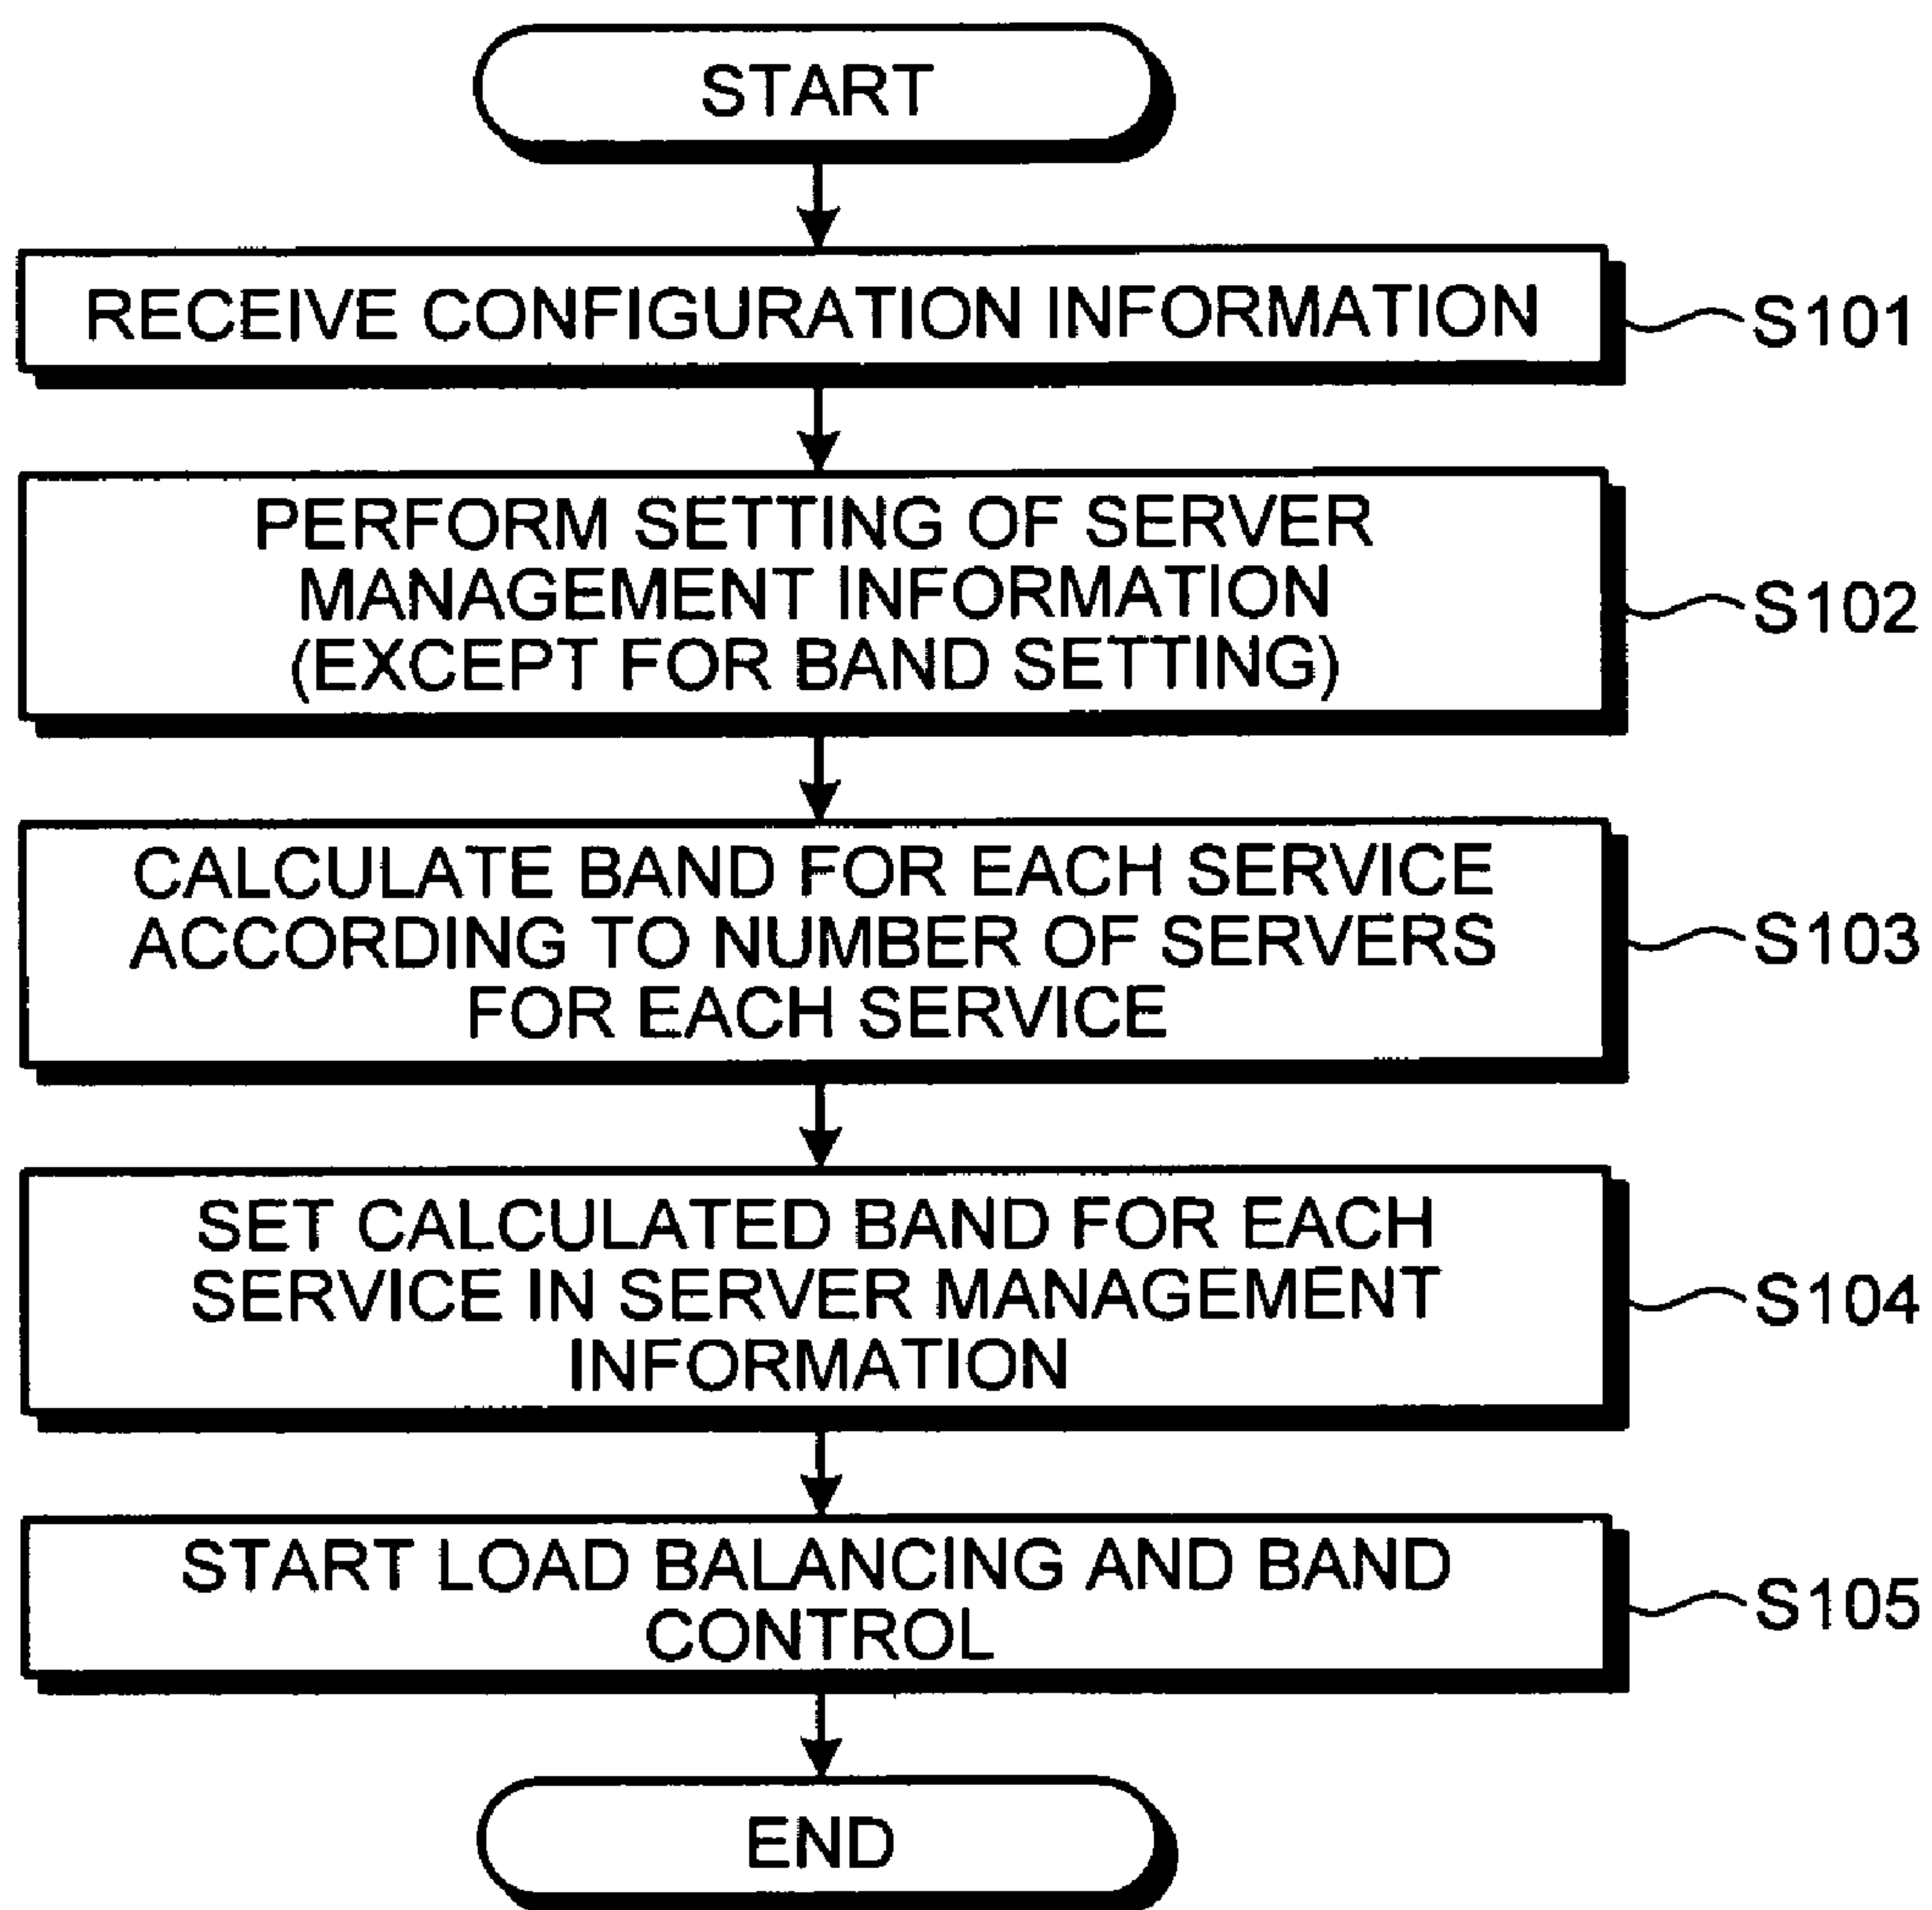 START
RECEIVE CONFIGURATION INFORMATION
S101
PERFORM SETTING OF SERVER
MANAGEMENT INFORMATION
(EXCEPT FOR BAND SETTING)
S102
CALCULATE BAND FOR EACH SERVICE
ACCORDING TO NUMBER OF SERVERS
FOR EACH SERVICE
S103
SET CALCULATED BAND FOR EACH
SERVICE IN SERVER MANAGEMENT
INFORMATION
S104
START LOAD BALANCING AND BAND
CONTROL
S105
END